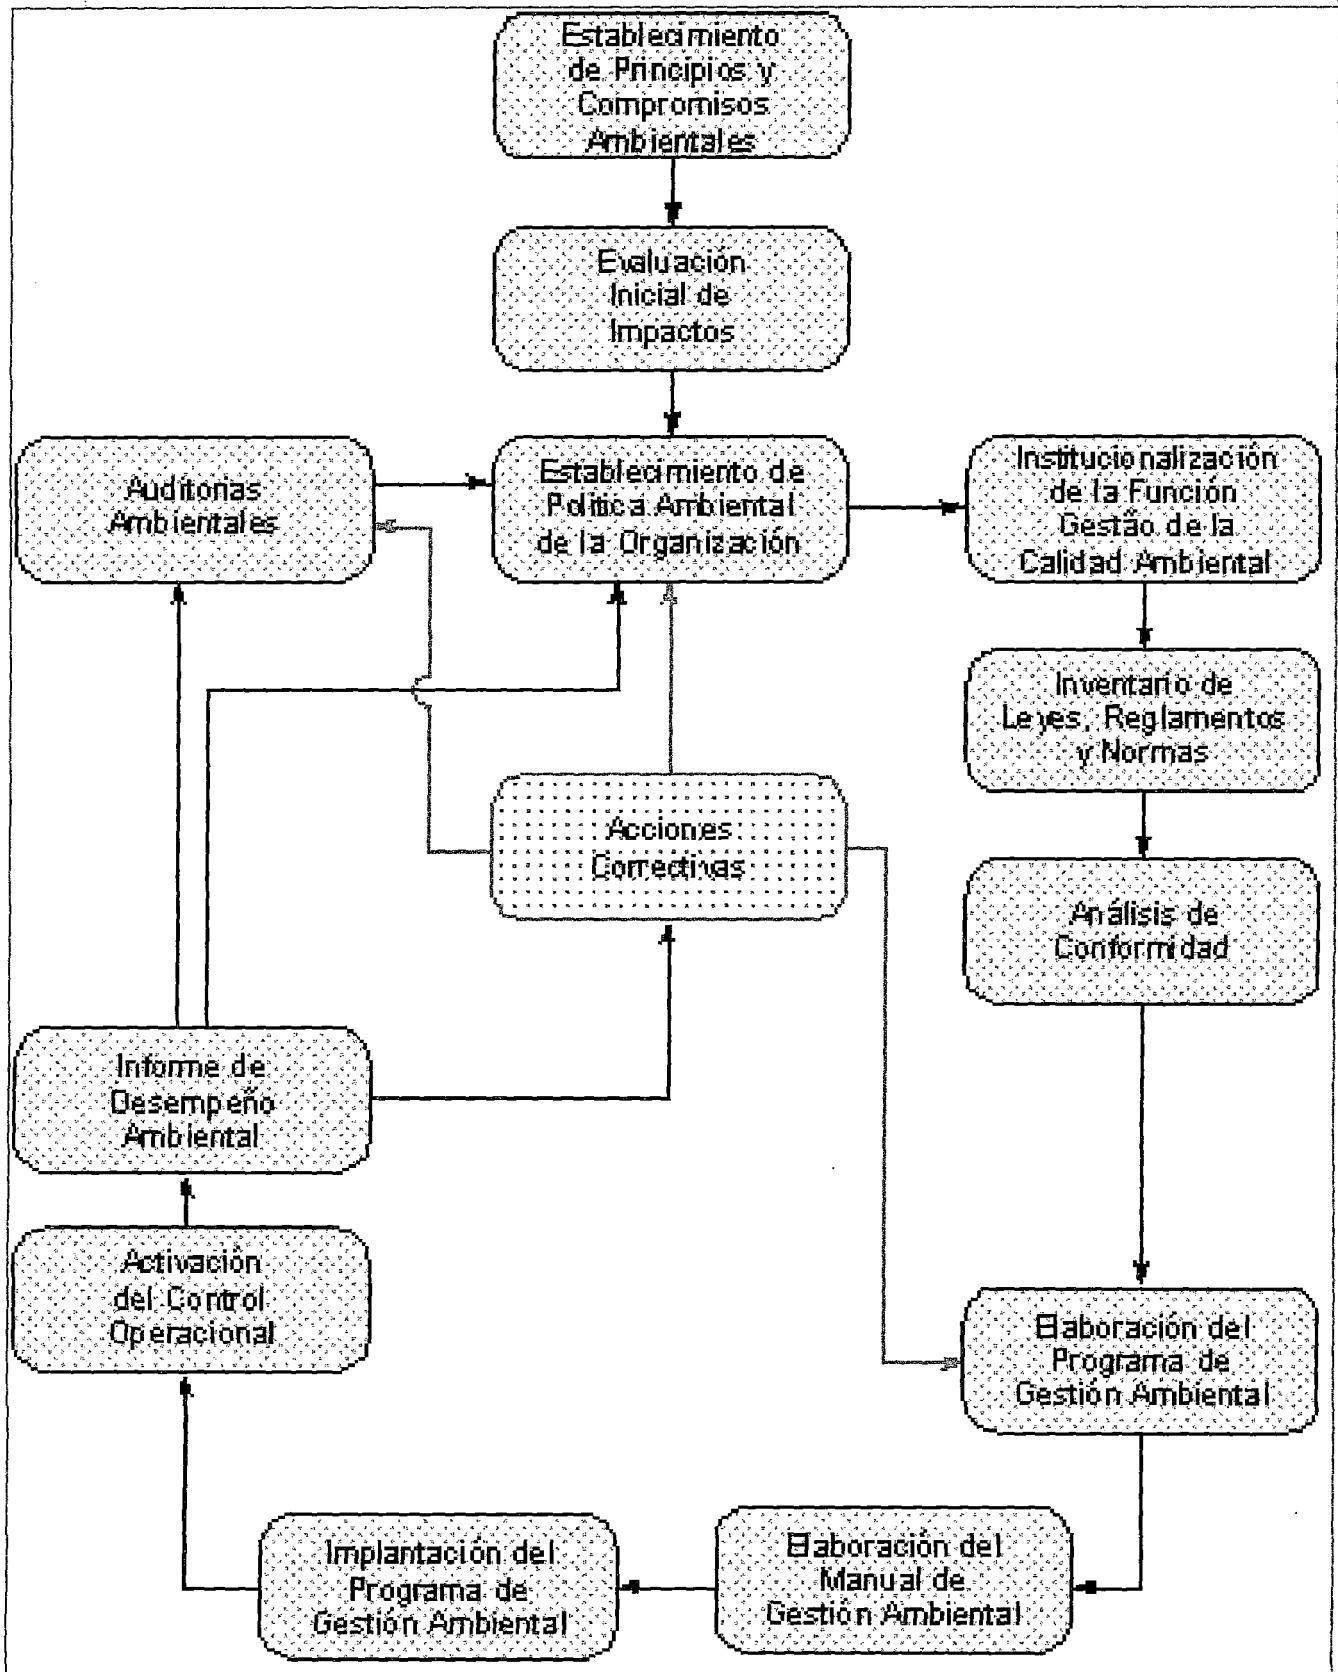 Establecimiento
de Principios y
Compromisos
Ambientales
Evaluación
Inicial de
Impactos
Auditorias
Ambientales
Establecimiento de
Política Ambiental
de la Organización
Institucionalización
de la Función
Gestão de la
Calidad Ambiental
Inventario de
Leyes, Reglamentos
y Normas
Acciones
Correctivas
Análisis de
Conformidad
Informe de
Desempeño
Ambiental
Activación
del Control
Operacional
Elaboración del
Programa de
Gestión Ambiental
Implantación del
Programa de
Gestión Ambiental
Elaboración del
Manual de
Gestión Ambiental